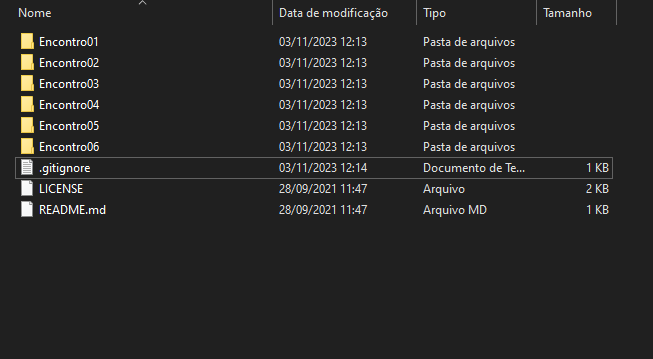 Nome Data de modificação Tipo Tamanho
Encontro01 03/11/2023 12:13 Pasta de arquivos
Encontro02 03/11/2023 12:13 Pasta de arquivos
Encontro03 03/11/2023 12:13 Pasta de arquivos
Encontro04 03/11/2023 12:13 Pasta de arquivos
Encontro05 03/11/2023 12:13 Pasta de arquivos
Encontro06 03/11/2023 12:13 Pasta de arquivos
.gitignore 03/11/2023 12:14 Documento de Te... 1 KB
LICENSE 28/09/2021 11:47 Arquivo 2 KB
README.md 28/09/2021 11:47 Arquivo MD 1 KB